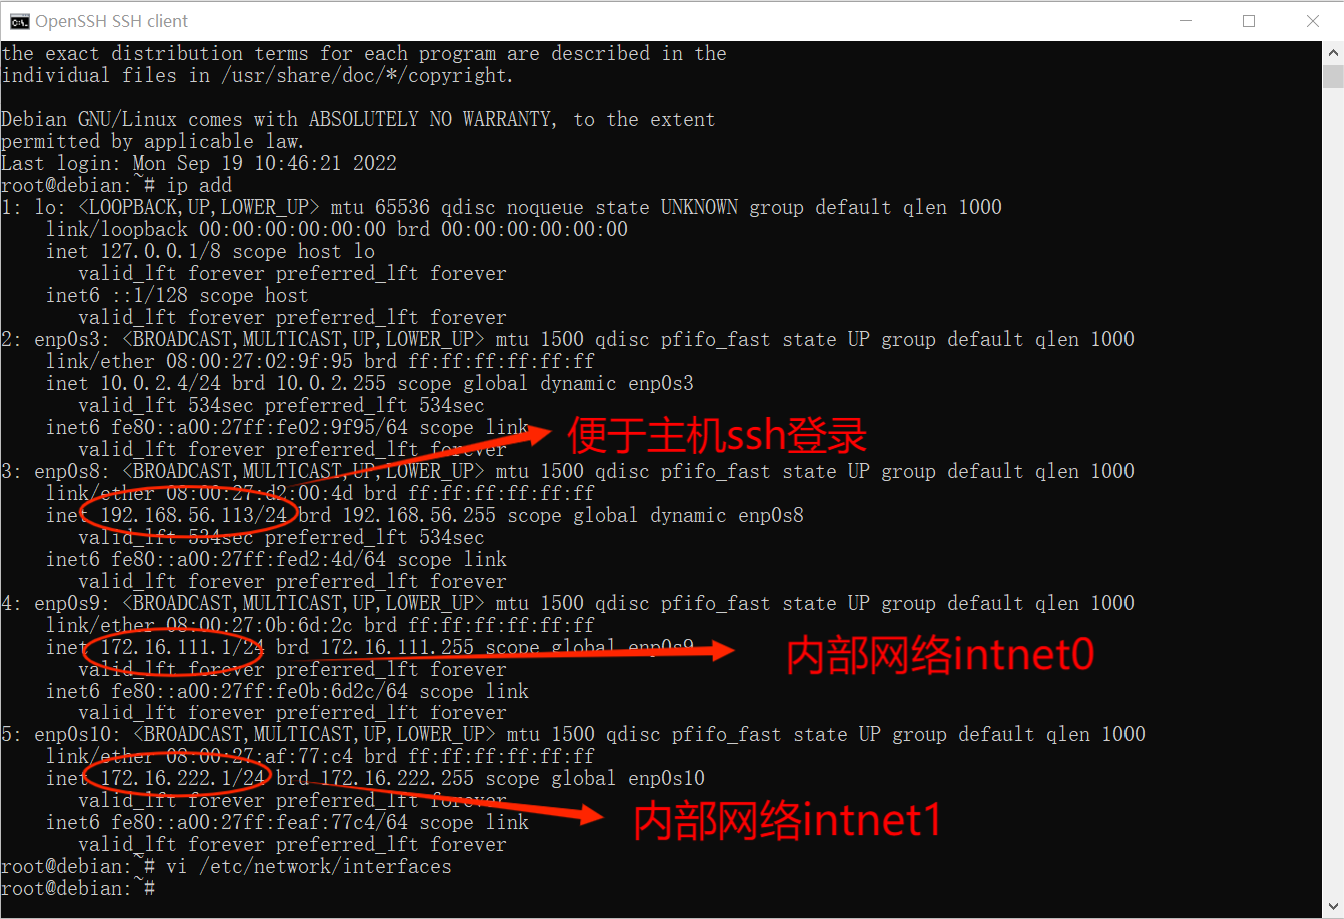 OpenSSH SSH client
the exact distribution terms for each program are described in the
individual files in /usr/share/doc/*/copyright.
Debian GNU/Linux comes with ABSOLUTELY NO WARRANTY, to the extent
permitted by applicable law.
Last login: Mon Sep 19 10:46:21 2022
root@debian:~# ip add
1: lo: <LOOPBACK,UP,LOWER_UP> mtu 65536 qdisc noqueue state UNKNOWN group default qlen 1000
link/loopback 00:00:00:00:00:00 brd 00:00:00:00:00:00
inet 127.0.0.1/8 scope host lo
valid_lft forever preferred_lft forever
inet6 ::1/128 scope host
valid_lft forever preferred_lft forever
2: enp0s3: <BROADCAST,MULTICAST,UP,LOWER_UP> mtu 1500 qdisc pfifo_fast state UP group default qlen 1000
link/ether 08:00:27:02:9f:95 brd ff:ff:ff:ff:ff:ff
inet 10.0.2.4/24 brd 10.0.2.255 scope global dynamic enp0s3
valid_lft 534sec preferred_lft 534sec
inet6 fe80::a00:27ff:fe02:9f95/64 scope link
便于主机ssh登录
valid_lft forever preferred_lft forever
3: enp0s8: <BROADCAST,MULTICAST,UP,LOWER_UP> mtu 1500 qdisc pfifo_fast state UP group default qlen 1000
link/ether 08:00:27:d2:00:4d brd ff:ff:ff:ff:ff:ff
inet 192.168.56.113/24 brd 192.168.56.255 scope global dynamic enp0s8
valid_lft 534sec preferred_lft 534sec
inet6 fe80::a00:27ff:fed2:4d/64 scope link
valid_lft forever preferred_lft forever
4: enp0s9: <BROADCAST,MULTICAST,UP,LOWER_UP> mtu 1500 qdisc pfifo_fast state UP group default qlen 1000
link/ether 08:00:27:0b:6d:2c brd ff:ff:ff:ff:ff:ff
inet 172.16.111.1/24 brd 172.16.111.255 scope global enp0s9
内部网络intnet0
valid_lft forever preferred_lft forever
inet6 fe80::a00:27ff:fe0b:6d2c/64 scope link
valid_lft forever preferred_lft forever
5: enp0s10: <BROADCAST,MULTICAST,UP,LOWER_UP> mtu 1500 qdisc pfifo_fast state UP group default qlen 1000
link/ether 08:00:27:af:77:c4 brd ff:ff:ff:ff:ff:ff
inet 172.16.222.1/24 brd 172.16.222.255 scope global enp0s10
valid_lft forever preferred_lft forever
inet6 fe80::a00:27ff:feaf:77c4/64 scope link
内部网络intnet1
valid_lft forever preferred_lft forever
root@debian:~# vi /etc/network/interfaces
root@debian:~#